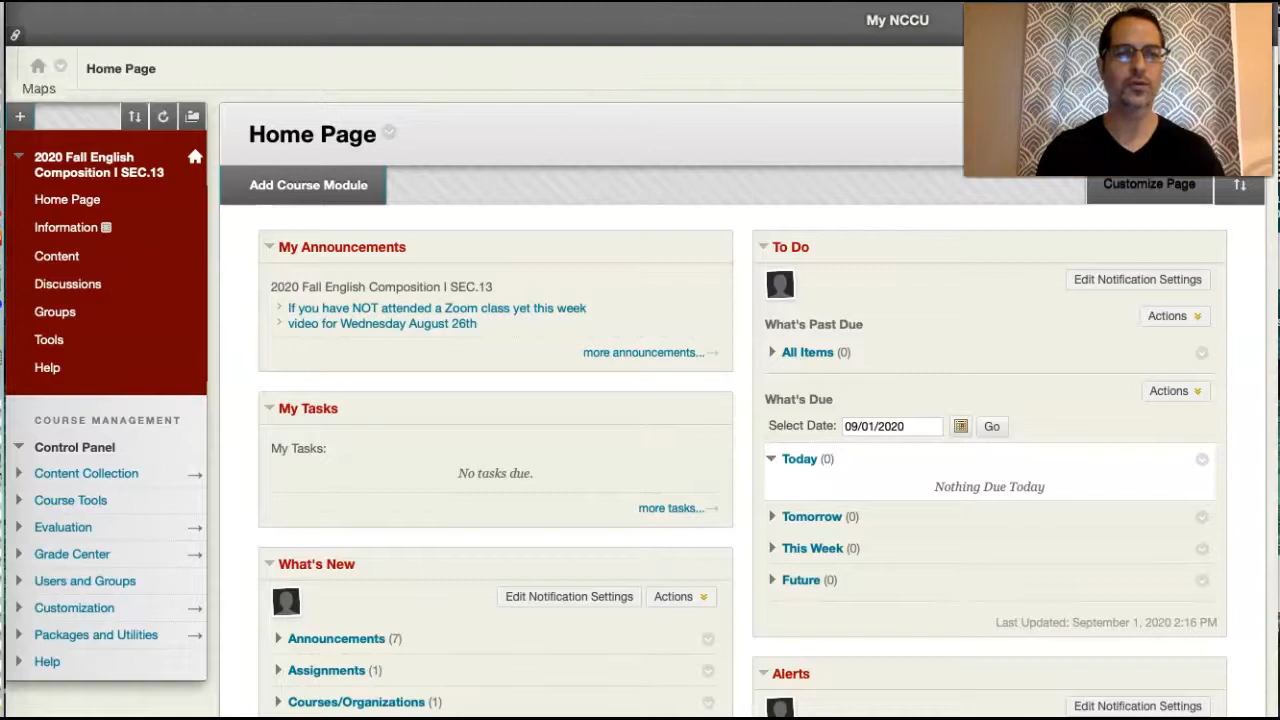 My NCCU
Home Page
Maps
2020 Fall English
Composition I SEC.13
Home Page
Information
Content
Discussions
Groups
Tools
Help
COURSE MANAGEMENT
Control Panel
Content Collection
Course Tools
Evaluation
Grade Center
Users and Groups
Customization
Packages and Utilities
Help
Home Page
Add Course Module
Customize Page
My Announcements
2020 Fall English Composition I SEC.13
If you have NOT attended a Zoom class yet this week
video for Wednesday August 26th
more announcements...
My Tasks
My Tasks:
No tasks due.
more tasks...
What's New
Edit Notification Settings
Actions
Announcements (7)
Assignments (1)
Courses/Organizations (1)
To Do
Edit Notification Settings
Actions
What's Past Due
All Items (0)
Actions
What's Due
Select Date: 09/01/2020 Go
Today (0)
Nothing Due Today
Tomorrow (0)
This Week (0)
Future (0)
Last Updated: September 1, 2020 2:16 PM
Alerts
Edit Notification Settings